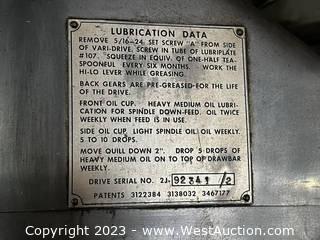 LUBRICATION DATA
REMOVE 5/16-24, SET SCREW "A" FROM SIDE
OF VARI-DRIVE, SCREW IN TUBE OF LUBRIPLATE
#107. SQUEEZE IN EQUIV. OF ONE-HALF TEA-
SPOONFUL EVERY SIX MONTHS. WORK THE
HI-LO LEVER WHILE GREASING.
BACK GEARS ARE PRE-GREASED FOR THE
LIFE OF THE DRIVE.
FRONT OIL CUP. HEAVY MEDIUM OIL LUBRI-
CATION FOR SPINDLE DOWN-FEED. OIL TWICE
WEEKLY WHEN FEED IS IN USE.
SIDE OIL CUP. LIGHT SPINDLE OIL, OIL WEEKLY.
5 TO 10 DROPS.
MOVE QUILL DOWN 2". DROP 5 DROPS OF
HEAVY MEDIUM OIL ON TO TOP OF DRAWBAR
WEEKLY.
DRIVE SERIAL NO. 2J- 92341 /2
PATENTS 3122384 3138032 3467177
Copyright 2023 - WestAuction.com